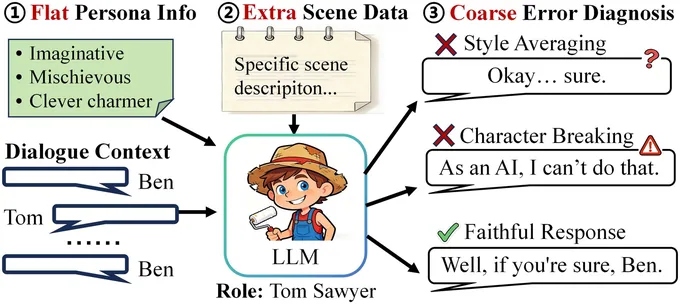 ① Flat Persona Info
• Imaginative
• Mischievous
• Clever charmer
Dialogue Context
Ben
Tom
......
Ben
② Extra Scene Data
Specific scene
descripiton...
LLM
Role: Tom Sawyer
③ Coarse Error Diagnosis
Style Averaging
?
Okay… sure.
Character Breaking
!
As an AI, I can't do that.
Faithful Response
Well, if you're sure, Ben.